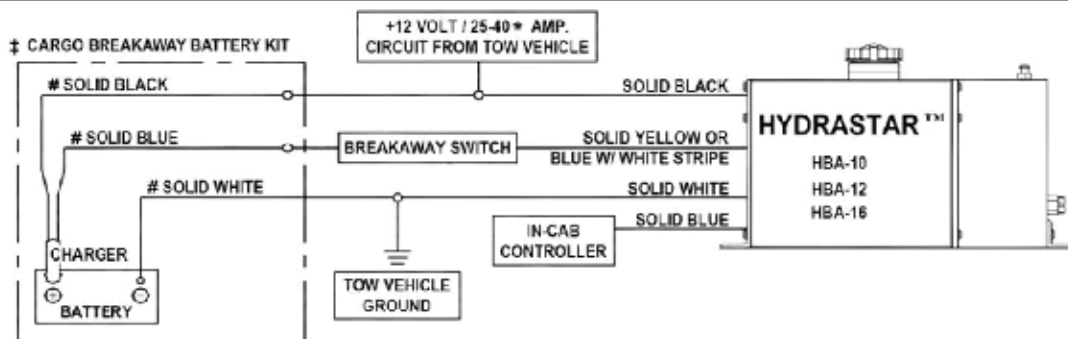 +12 VOLT / 25-40* AMP.
CIRCUIT FROM TOW VEHICLE
‡ CARGO BREAKAWAY BATTERY KIT
# SOLID BLACK
SOLID BLACK
HYDRASTAR™
# SOLID BLUE
BREAKAWAY SWITCH
SOLID YELLOW OR
BLUE W/ WHITE STRIPE
HBA-10
HBA-12
HBA-16
# SOLID WHITE
SOLID WHITE
SOLID BLUE
IN-CAB
CONTROLLER
CHARGER
BATTERY
TOW VEHICLE
GROUND